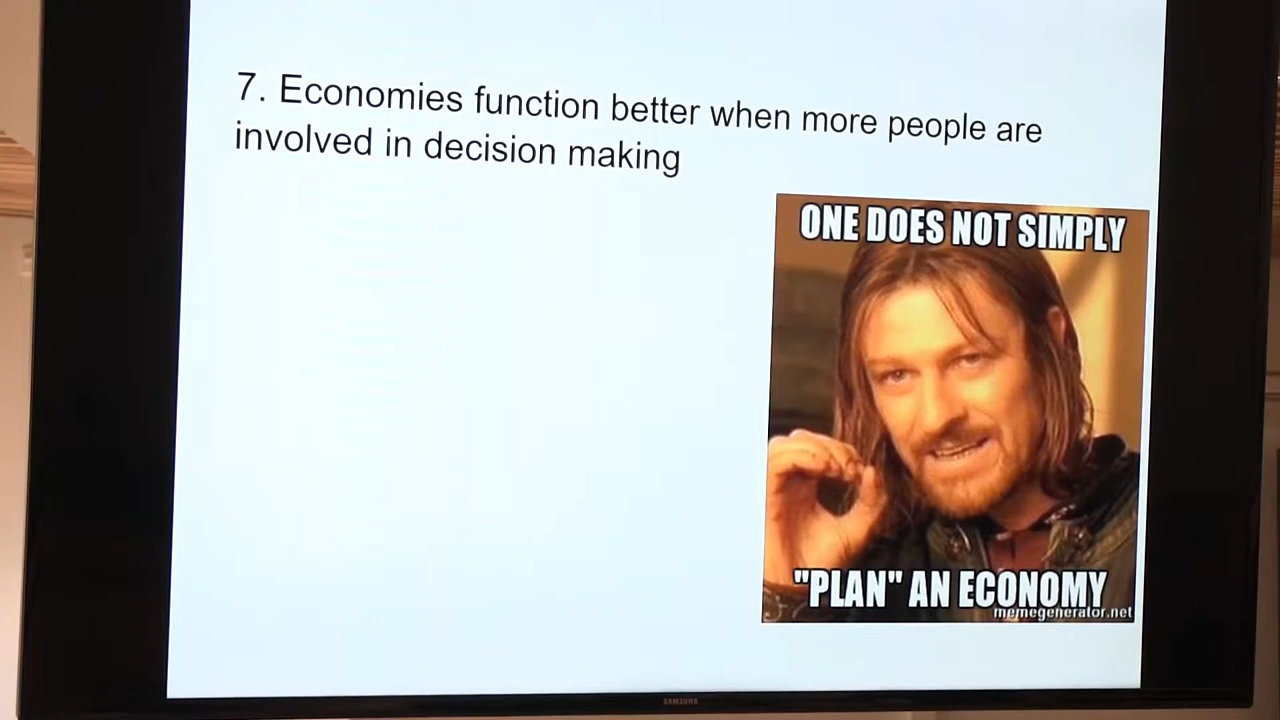 7. Economies function better when more people are
involved in decision making
ONE DOES NOT SIMPLY
"PLAN" AN ECONOMY
memegenerator.net
SAMSUNG